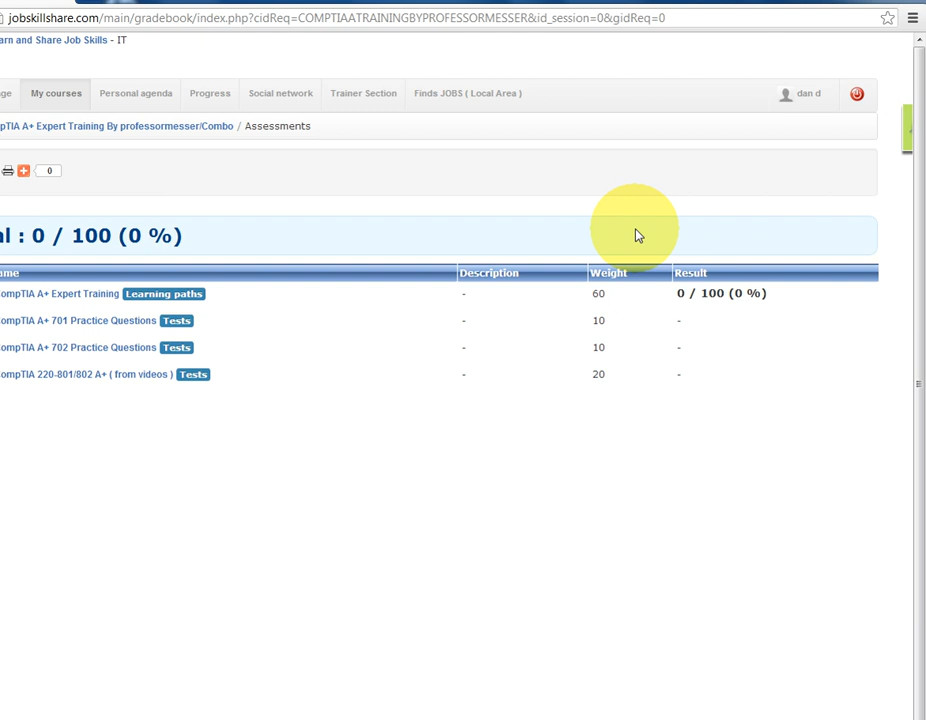 jobskillshare.com/main/gradebook/index.php?cidReq=COMPTIAATRAININGBYPROFESSORMESSER&id_session=0&gidReq=0
arn and Share Job Skills - IT
ge My courses Personal agenda Progress Social network Trainer Section Finds JOBS ( Local Area ) dan d
pTIA A+ Expert Training By professormesser/Combo / Assessments
0
al : 0 / 100 (0 %)
ame Description Weight Result
ompTIA A+ Expert Training Learning paths - 60 0 / 100 (0 %)
ompTIA A+ 701 Practice Questions Tests - 10 -
ompTIA A+ 702 Practice Questions Tests - 10 -
ompTIA 220-801/802 A+ ( from videos ) Tests - 20 -